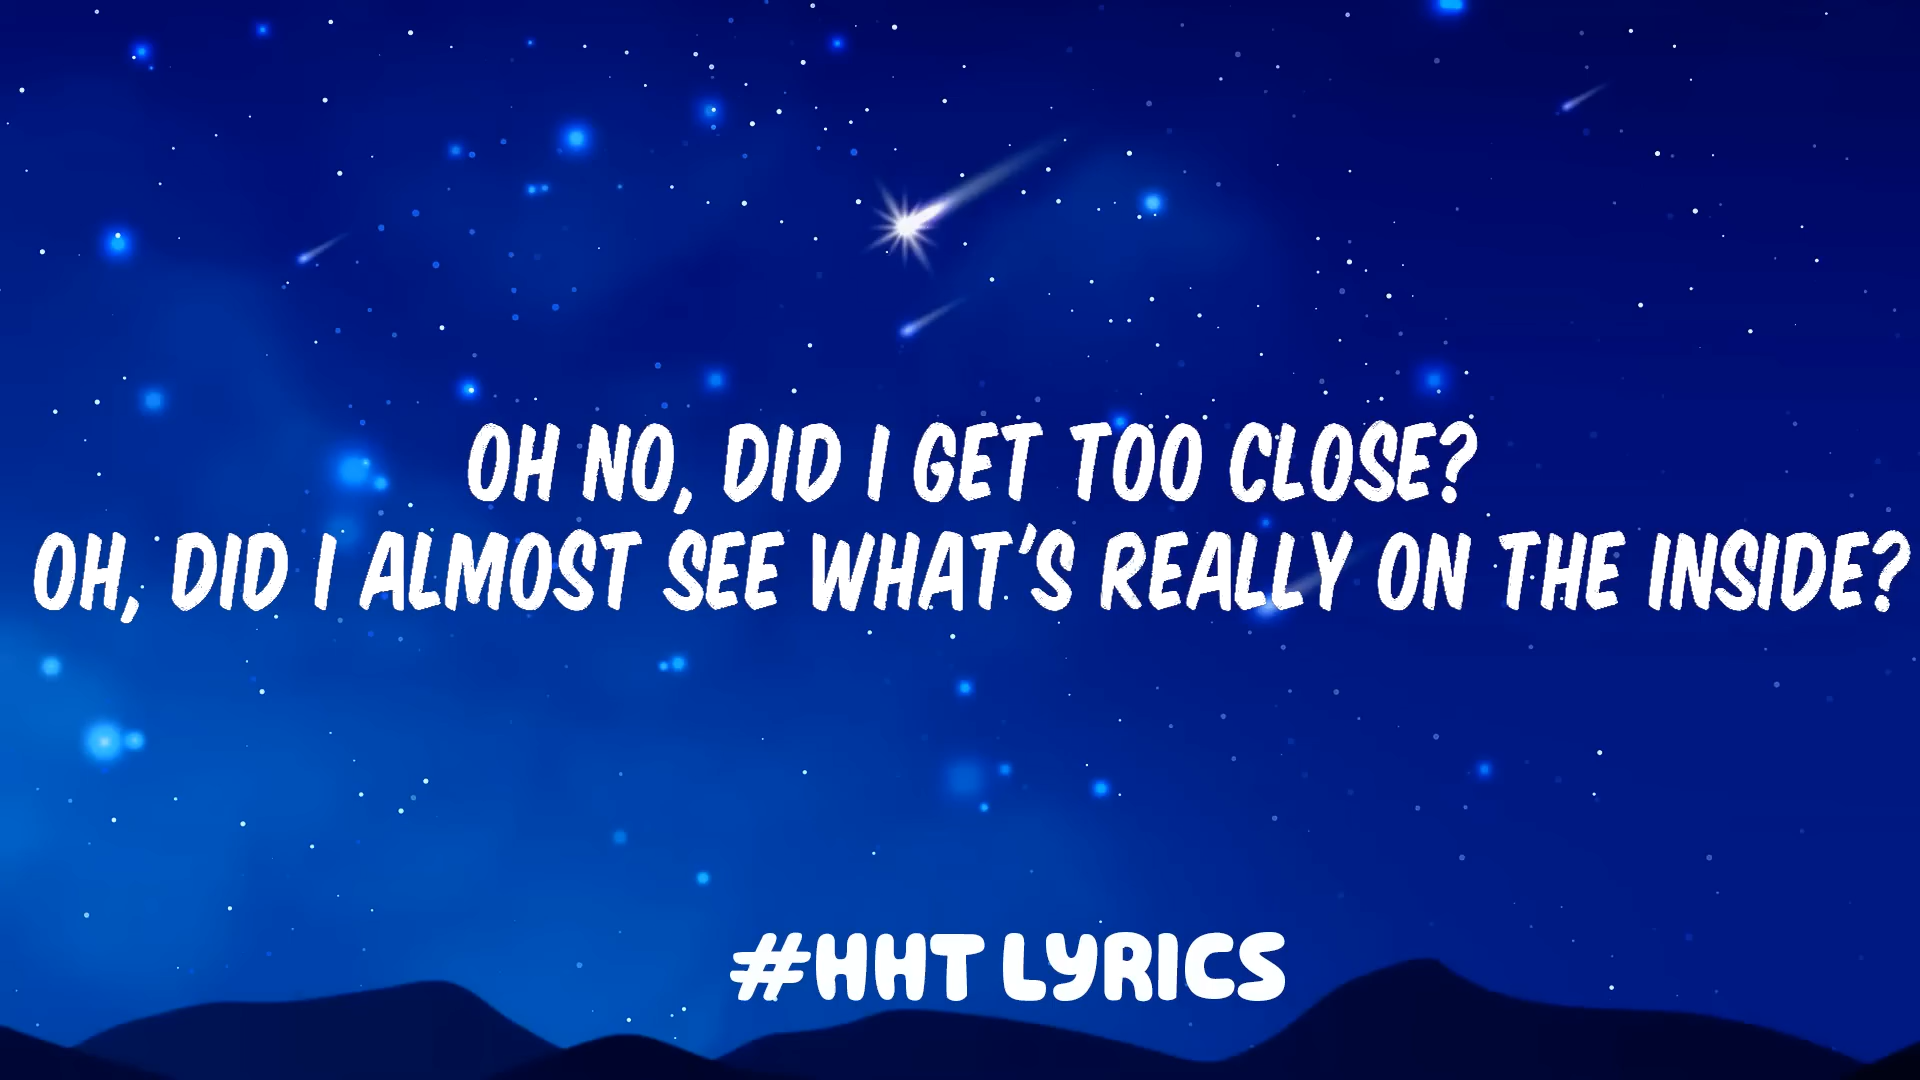 OH NO, DID I GET TOO CLOSE?
OH, DID I ALMOST SEE WHAT'S REALLY ON THE INSIDE?
#HHT LYRICS